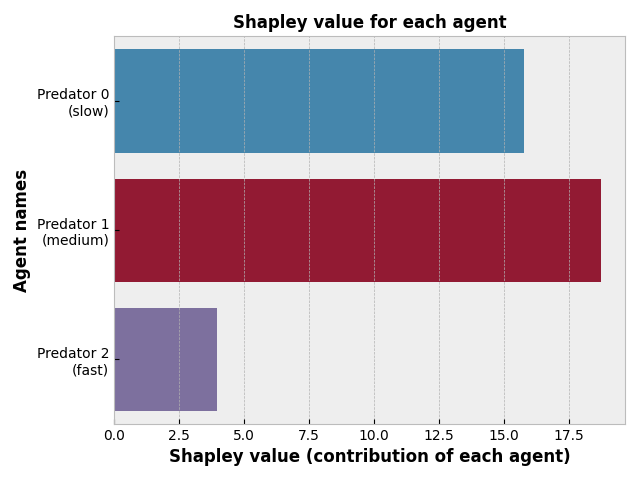 Shapley value for each agent
Agent names
Predator 0
(slow)
Predator 1
(medium)
Predator 2
(fast)
0.0 2.5 5.0 7.5 10.0 12.5 15.0 17.5
Shapley value (contribution of each agent)